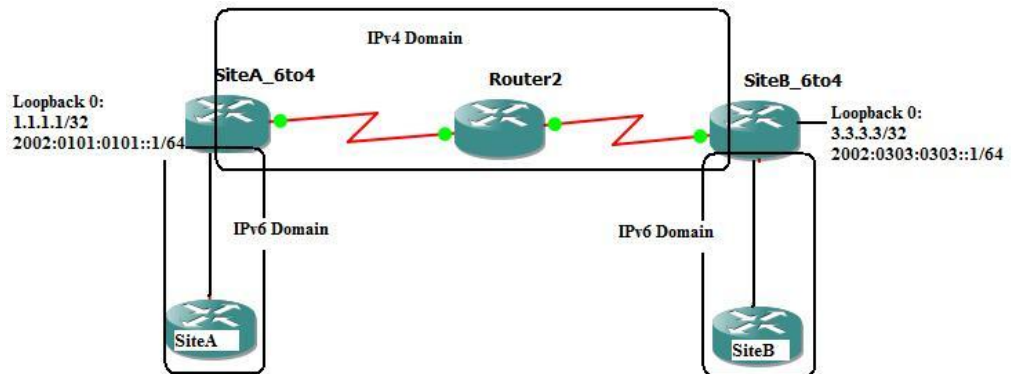 IPv4 Domain
SiteA_6to4
Router2
SiteB_6to4
Loopback 0:
1.1.1.1/32
2002:0101:0101::1/64
Loopback 0:
3.3.3.3/32
2002:0303:0303::1/64
IPv6 Domain
IPv6 Domain
SiteA
SiteB